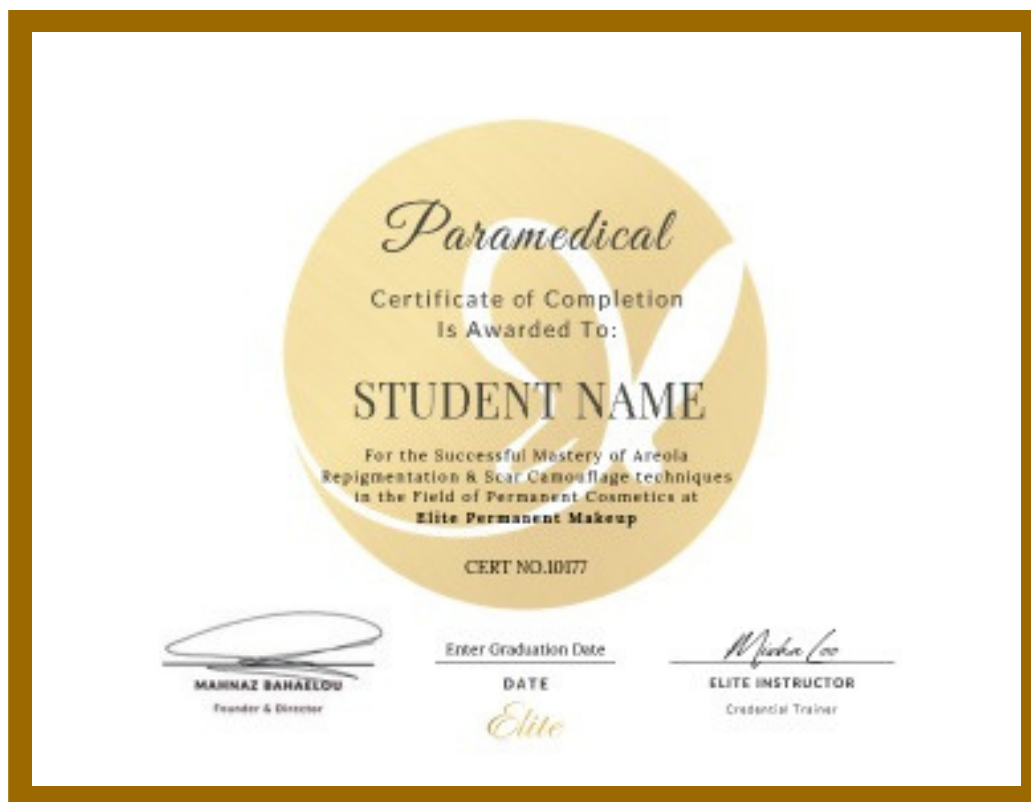 Paramedical
Certificate of Completion
Is Awarded To:
STUDENT NAME
For the Successful Mastery of Areola
Repigmentation & Scar Camouflage techniques
in the Field of Permanent Cosmetics at
Elite Permanent Makeup
CERT NO.10177
Enter Graduation Date
MAHNAZ BAHAELOU
Founder & Director
DATE
Elite
Misha Loo
ELITE INSTRUCTOR
Credential Trainer